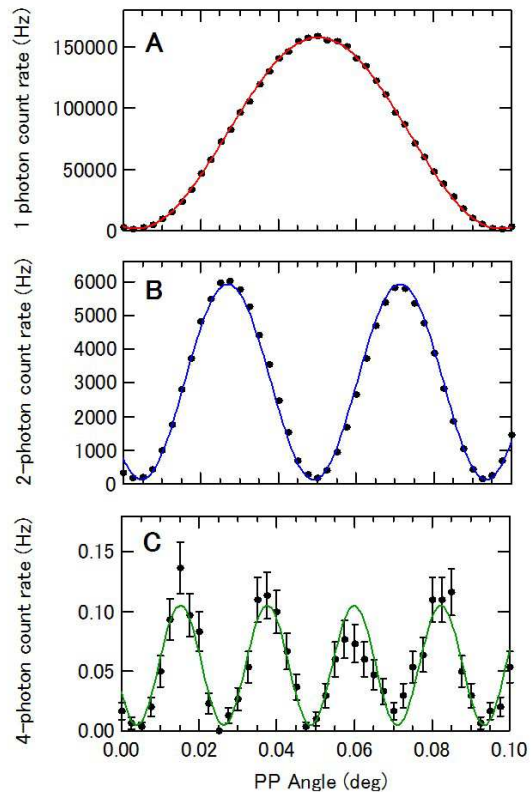 A
1 photon count rate (Hz)
150000
100000
50000
0
B
2-photon count rate (Hz)
6000
5000
4000
3000
2000
1000
0
C
4-photon count rate (Hz)
0.15
0.10
0.05
0.00
0.00 0.02 0.04 0.06 0.08 0.10
PP Angle (deg)